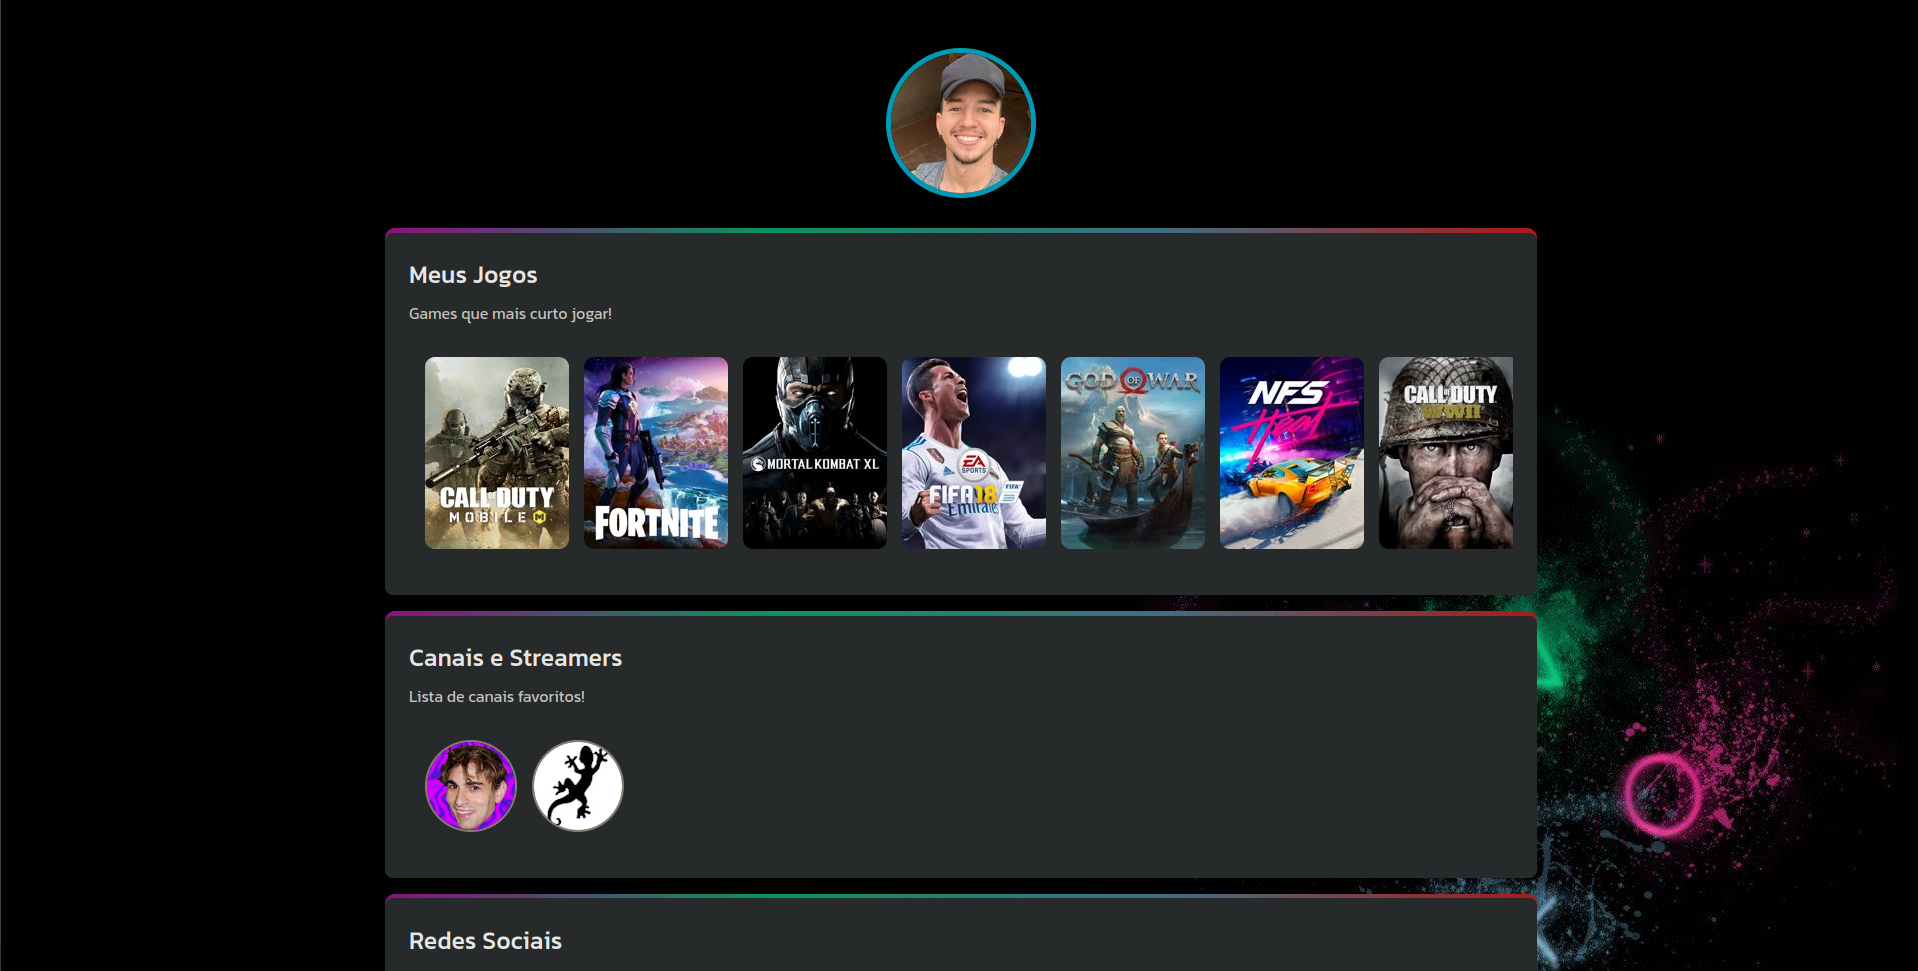 Meus Jogos
Games que mais curto jogar!
CALL OF DUTY
MOBILE
FORTNITE
MORTAL KOMBAT XL
EA
SPORTS
FIFA 18
FIFA
Emirates
GOD OF WAR
NFS
Heat
CALL OF DUTY
WWII
Canais e Streamers
Lista de canais favoritos!
Redes Sociais